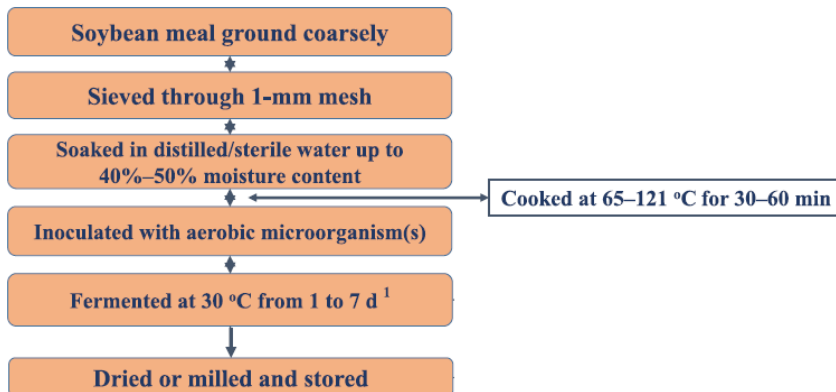 Soybean meal ground coarsely
Sieved through 1-mm mesh
Soaked in distilled/sterile water up to
40%–50% moisture content
Cooked at 65–121 °C for 30–60 min
Inoculated with aerobic microorganism(s)
Fermented at 30 °C from 1 to 7 d ¹
Dried or milled and stored